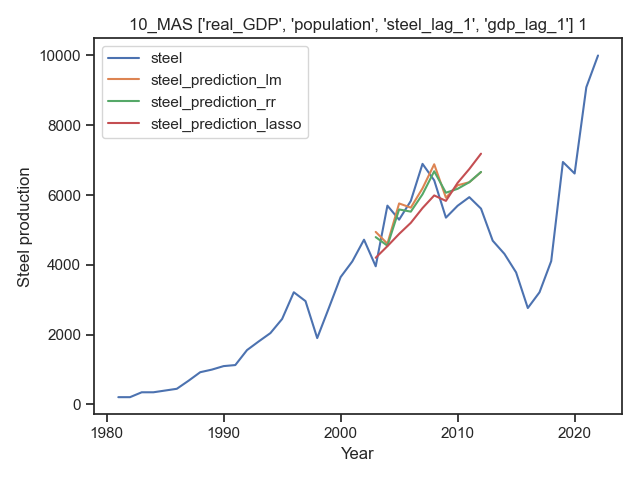 10_MAS ['real_GDP', 'population', 'steel_lag_1', 'gdp_lag_1'] 1
steel
steel_prediction_lm
steel_prediction_rr
steel_prediction_lasso
Steel production
10000
8000
6000
4000
2000
0
1980
1990
2000
2010
2020
Year